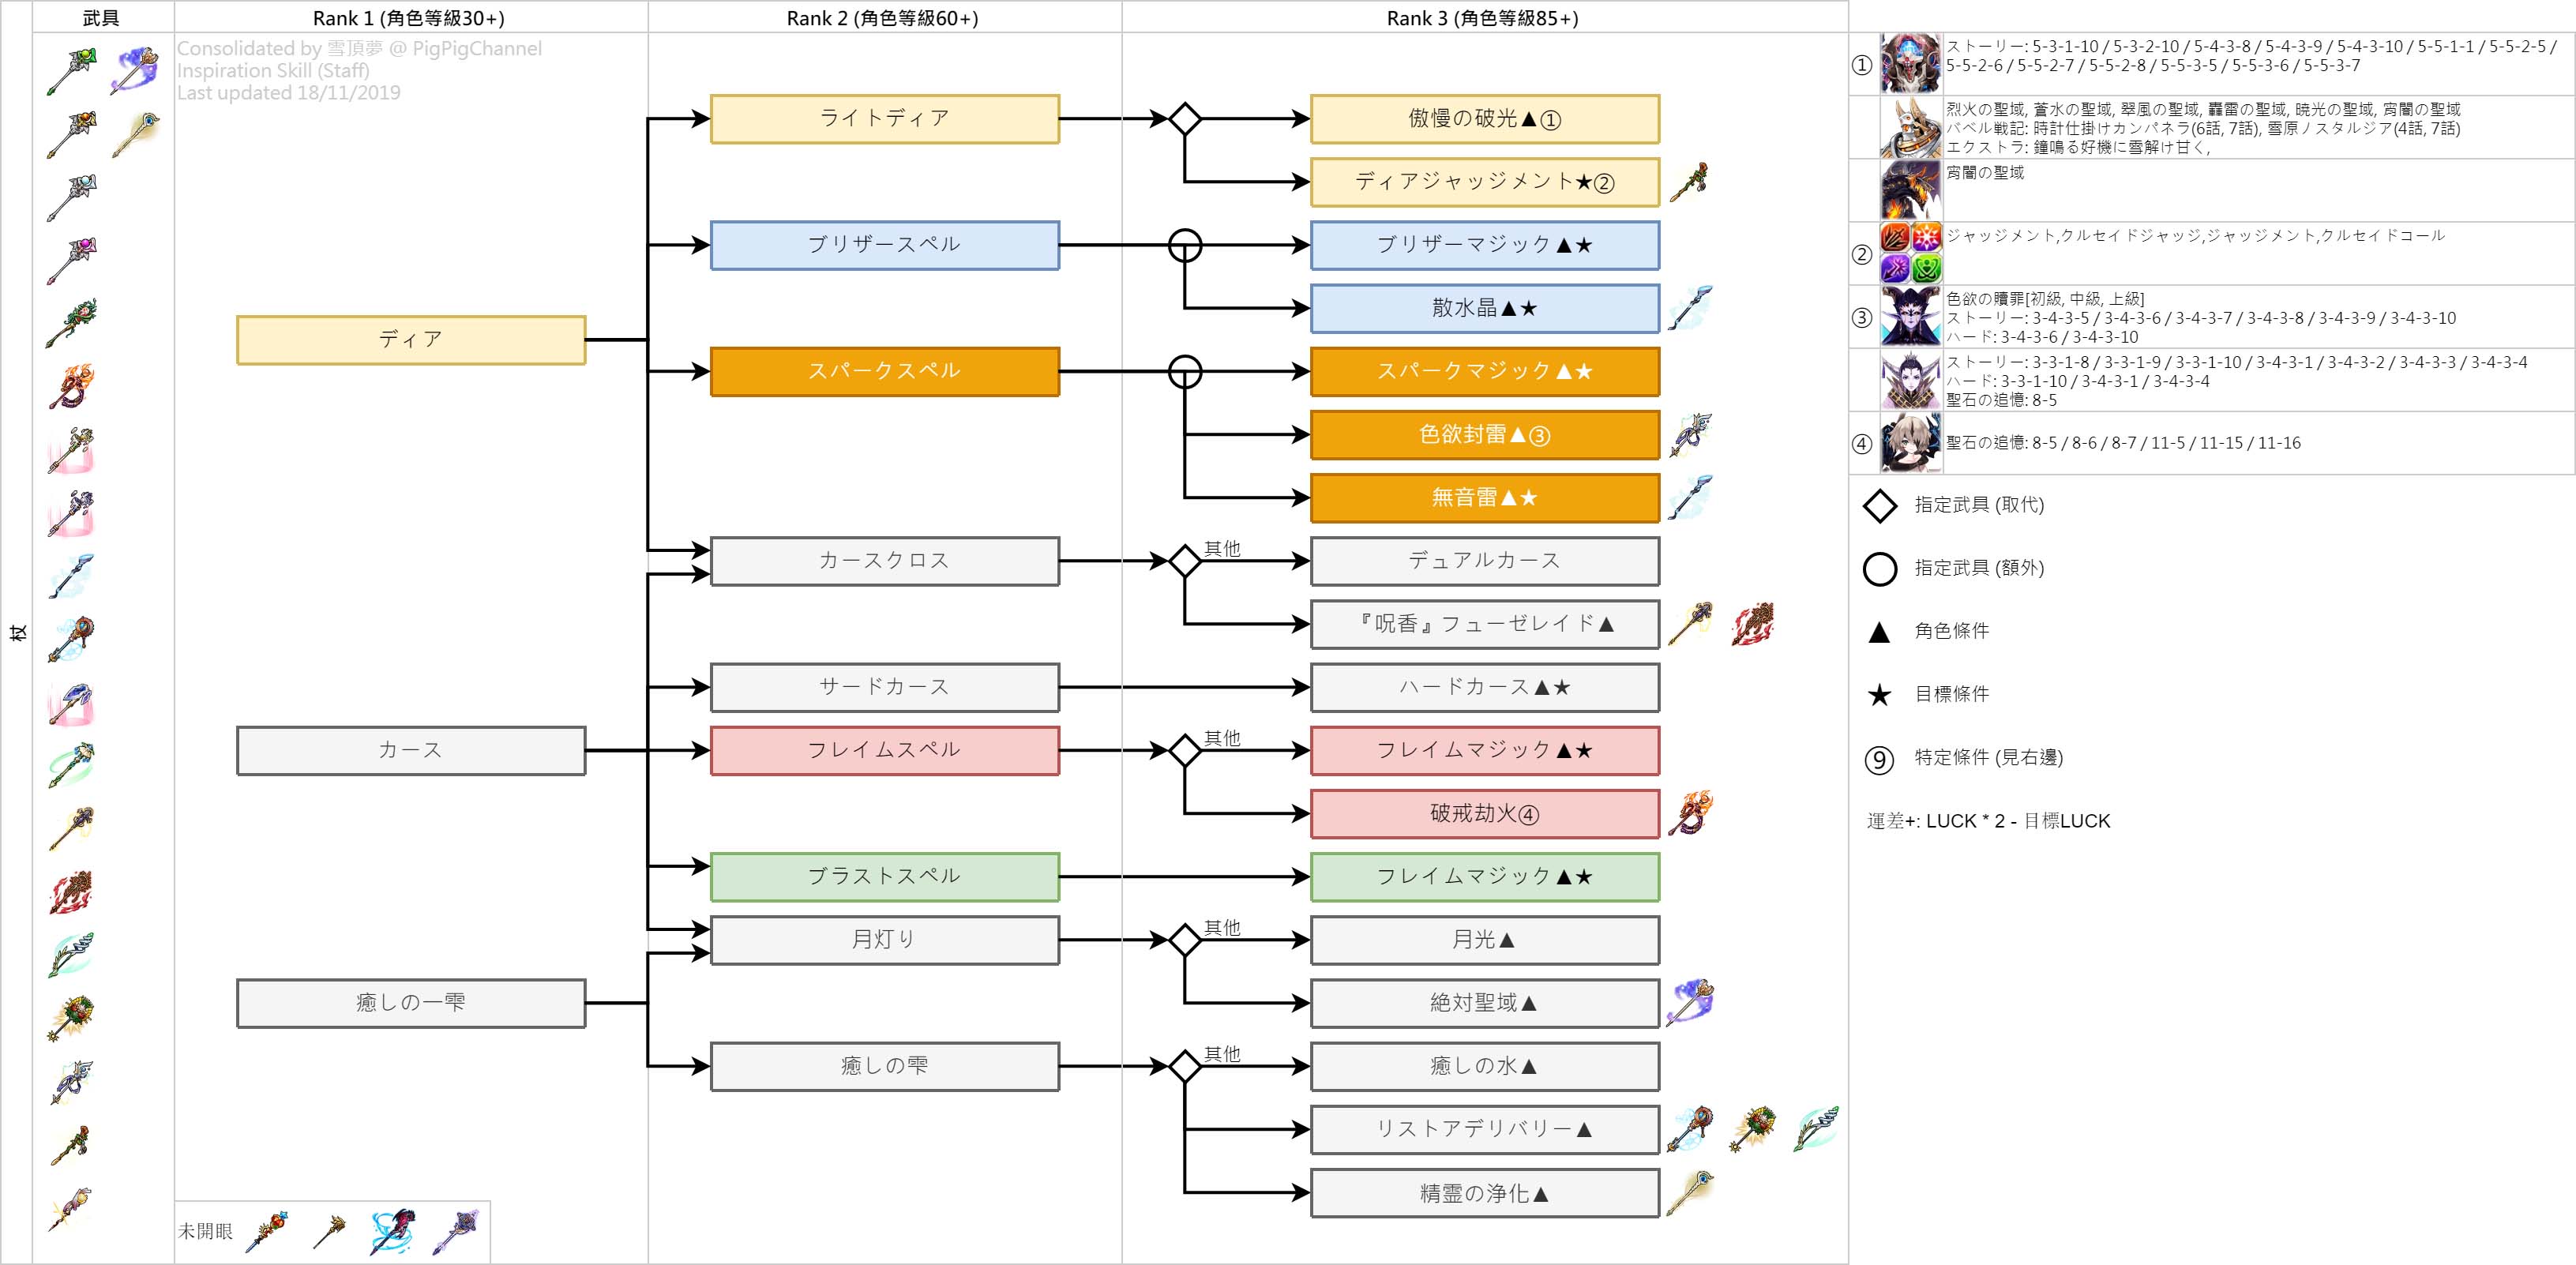 武具
Rank 1 (角色等級30+)
Rank 2 (角色等級60+)
Rank 3 (角色等級85+)
Consolidated by 雪頂夢 @ PigPigChannel
Inspiration Skill (Staff)
Last updated 18/11/2019
杖
ディア
カース
癒しの一雫
未開眼
ライトディア
ブリザースペル
スパークスペル
カースクロス
サードカース
フレイムスペル
ブラストスペル
月灯り
癒しの雫
傲慢の破光▲①
ディアジャッジメント★②
ブリザーマジック▲★
散水晶▲★
スパークマジック▲★
色欲封雷▲③
無音雷▲★
其他
デュアルカース
『呪香』フューゼレイド▲
ハードカース▲★
其他
フレイムマジック▲★
破戒劫火④
フレイムマジック▲★
其他
月光▲
絶対聖域▲
其他
癒しの水▲
リストアデリバリー▲
精霊の浄化▲
①
ストーリー: 5-3-1-10 / 5-3-2-10 / 5-4-3-8 / 5-4-3-9 / 5-4-3-10 / 5-5-1-1 / 5-5-2-5 /
5-5-2-6 / 5-5-2-7 / 5-5-2-8 / 5-5-3-5 / 5-5-3-6 / 5-5-3-7
烈火の聖域, 蒼水の聖域, 翠風の聖域, 轟雷の聖域, 暁光の聖域, 宵闇の聖域
バベル戦記: 時計仕掛けカンパネラ(6話, 7話), 雪原ノスタルジア(4話, 7話)
エクストラ: 鐘鳴る好機に雪解け甘く,
宵闇の聖域
②
ジャッジメント,クルセイドジャッジ,ジャッジメント,クルセイドコール
③
色欲の贖罪[初級, 中級, 上級]
ストーリー: 3-4-3-5 / 3-4-3-6 / 3-4-3-7 / 3-4-3-8 / 3-4-3-9 / 3-4-3-10
ハード: 3-4-3-6 / 3-4-3-10
ストーリー: 3-3-1-8 / 3-3-1-9 / 3-3-1-10 / 3-4-3-1 / 3-4-3-2 / 3-4-3-3 / 3-4-3-4
ハード: 3-3-1-10 / 3-4-3-1 / 3-4-3-4
聖石の追憶: 8-5
④
聖石の追憶: 8-5 / 8-6 / 8-7 / 11-5 / 11-15 / 11-16
指定武具 (取代)
指定武具 (額外)
▲ 角色條件
★ 目標條件
⑨ 特定條件 (見右邊)
運差+: LUCK * 2 - 目標LUCK